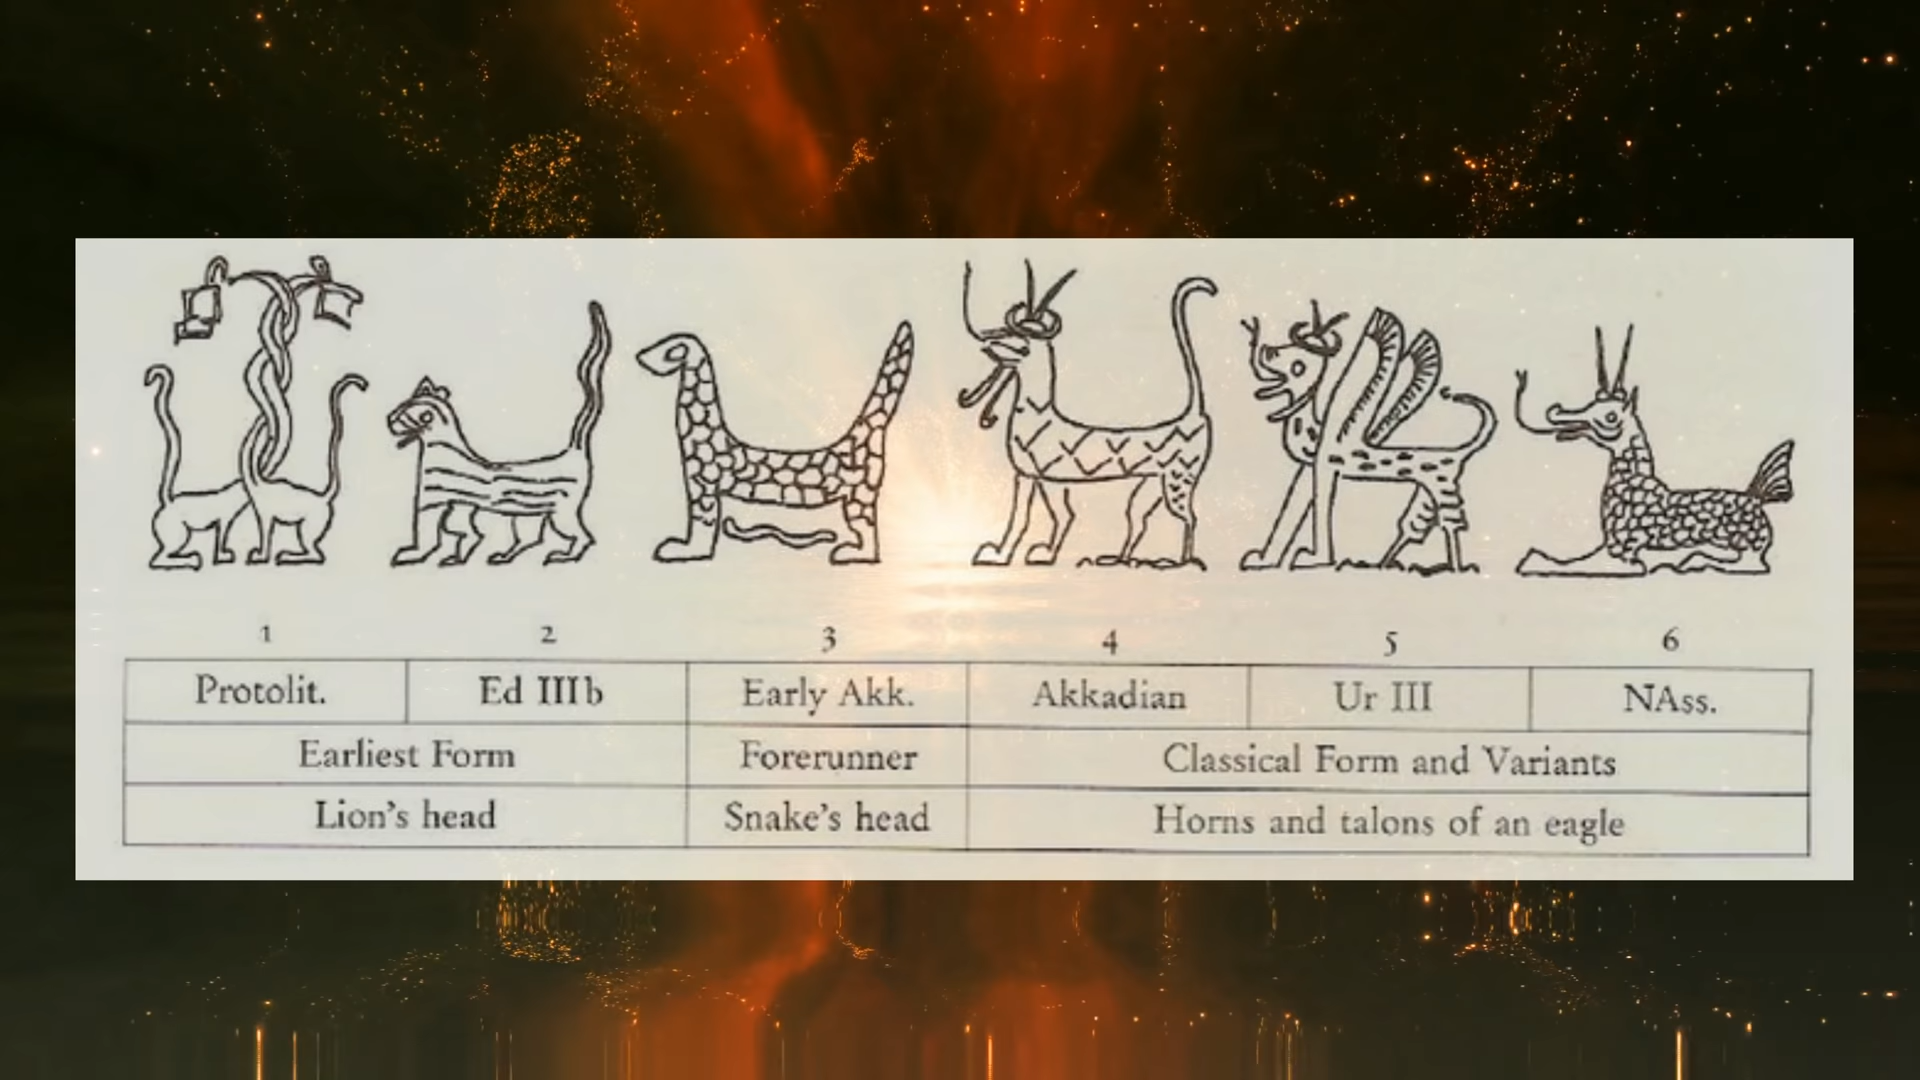 1 2 3 4 5 6
Protolit. Ed IIIb Early Akk. Akkadian Ur III NAss.
Earliest Form Forerunner Classical Form and Variants
Lion's head Snake's head Horns and talons of an eagle